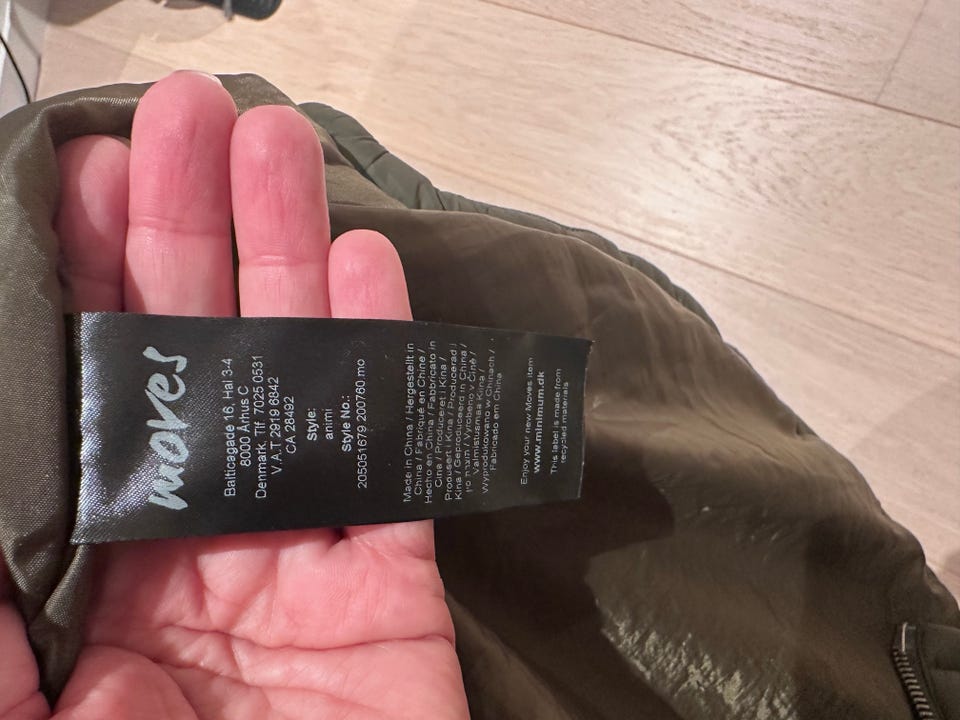 moves
Balticagade 16, Hal 3-4
8000 Århus C
Denmark, Tlf 7025 0531
V.A.T 2919 6842
CA 28492
Style:
animi
Style No.:
205051679 200760 mo
Made in China / Hergestellt in
China / Fabriqué en Chine /
Hecho en China / Fabricato in
Cina / Produceret i Kina /
Produsert i Kina / Producerad i
Kina / Geproduceerd in China /
/ Vyrobeno Číně /
Valmistusmaa Kiina /
Wyprodukowano w Chinach /
Fabricado em China
Enjoy your new Moves item
www.minimum.dk
This label is made from
recycled materials